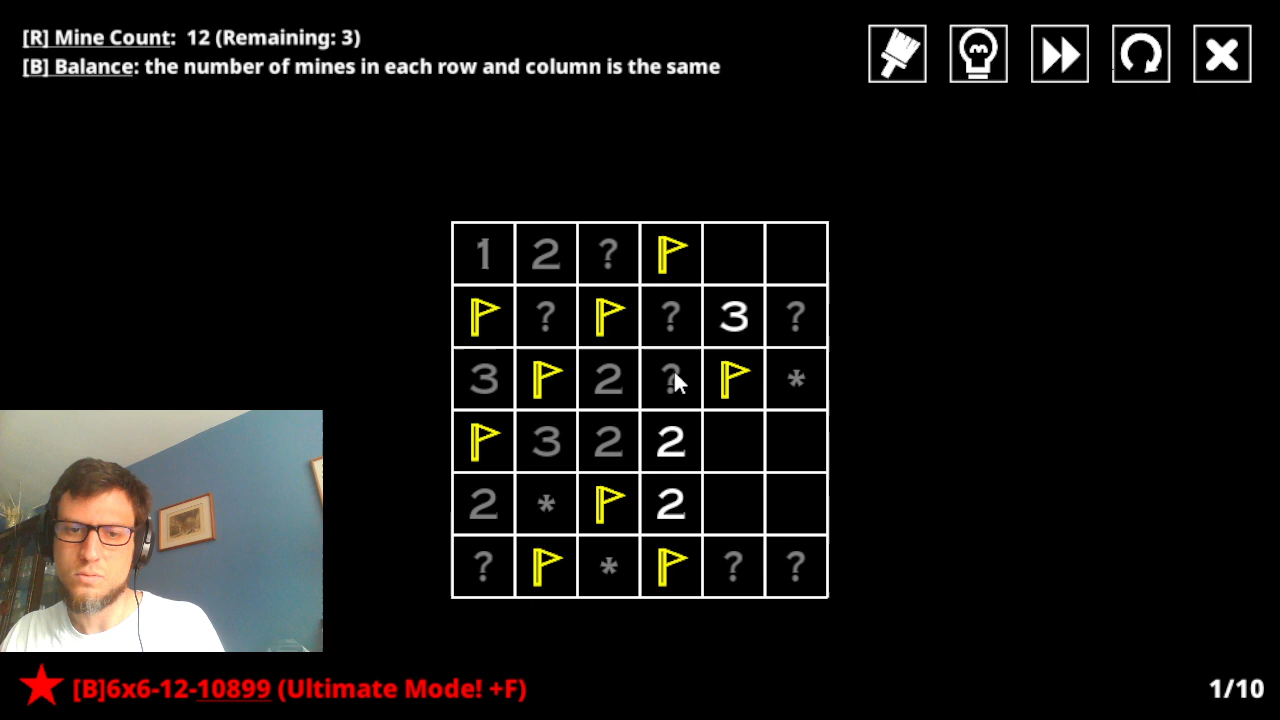 [R] Mine Count: 12 (Remaining: 3)
[B] Balance: the number of mines in each row and column is the same
1 2 ?
? ? 3 ?
3 2 ? *
3 2 2
2 * 2
? * ? ?
[B]6x6-12-10899 (Ultimate Mode! +F)
1/10